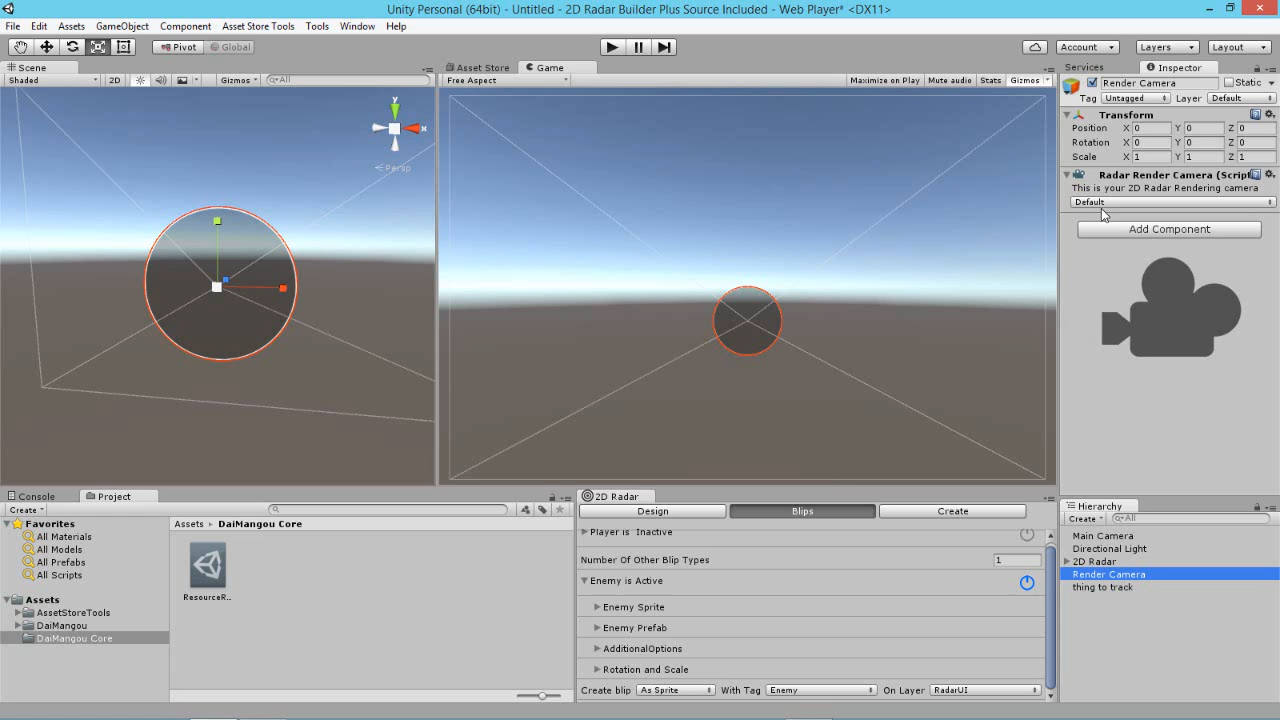 Unity Personal (64bit) - Untitled - 2D Radar Builder Plus Source Included - Web Player* <DX11>
File Edit Assets GameObject Component Asset Store Tools Tools Window Help
Pivot Global Account Layers Layout
Scene
Shaded 2D Gizmos All
y
x
Persp
Asset Store Game
Free Aspect Maximize on Play Mute audio Stats Gizmos
Services Inspector
Render Camera Static
Tag Untagged Layer Default
Transform
Position X 0 Y 0 Z 0
Rotation X 0 Y 0 Z 0
Scale X 1 Y 1 Z 1
Radar Render Camera (Script
This is your 2D Radar Rendering camera
Default
Add Component
Console Project
Create
Favorites
All Materials
All Models
All Prefabs
All Scripts
Assets
AssetStoreTools
DaiMangou
DaiMangou Core
Assets DaiMangou Core
ResourceR...
2D Radar
Design Blips Create
Player is Inactive
Number Of Other Blip Types 1
Enemy is Active
Enemy Sprite
Enemy Prefab
AdditionalOptions
Rotation and Scale
Create blip As Sprite With Tag Enemy On Layer RadarUI
Hierarchy
Create All
Main Camera
Directional Light
2D Radar
Render Camera
thing to track